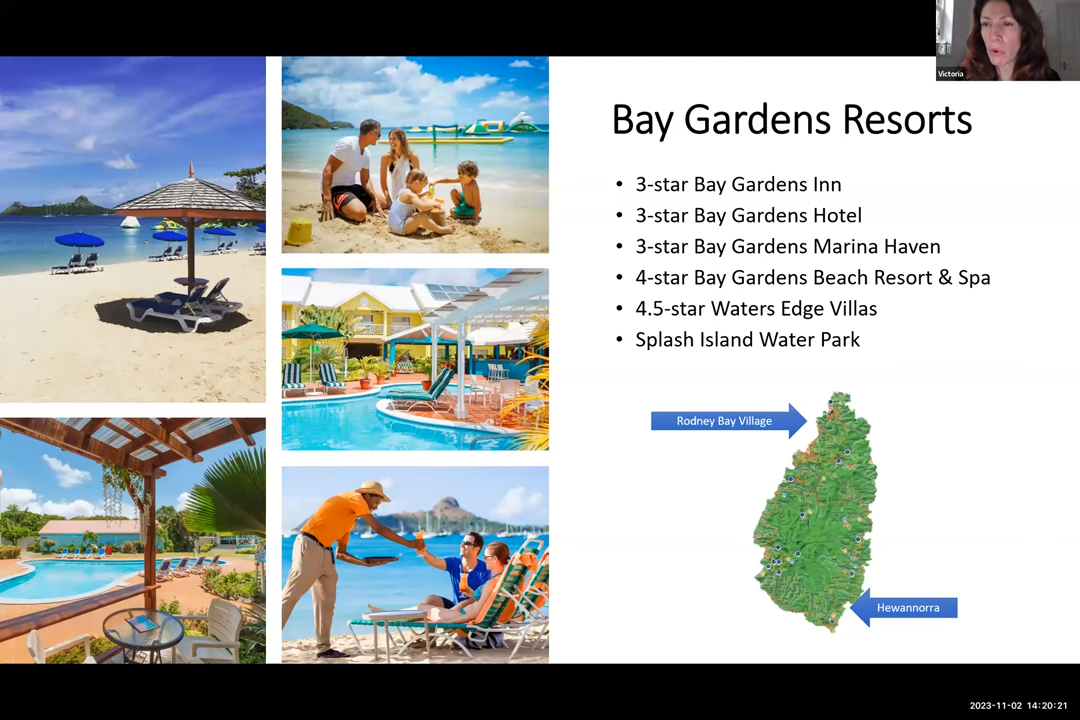 Victoria
Bay Gardens Resorts
• 3-star Bay Gardens Inn
• 3-star Bay Gardens Hotel
• 3-star Bay Gardens Marina Haven
• 4-star Bay Gardens Beach Resort & Spa
• 4.5-star Waters Edge Villas
• Splash Island Water Park
Rodney Bay Village
Hewannorra
2023-11-02 14:20:21